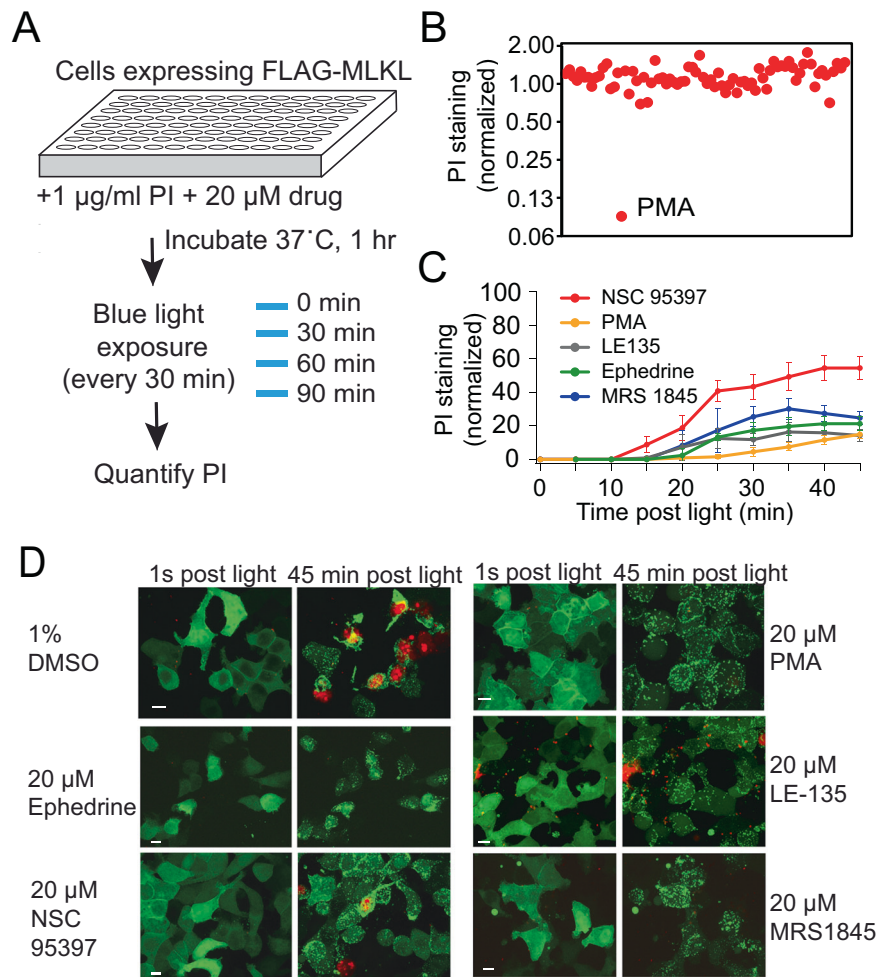 A
Cells expressing FLAG-MLKL
+1 µg/ml PI + 20 µM drug
Incubate 37˚C, 1 hr
Blue light
exposure
(every 30 min)
0 min
30 min
60 min
90 min
Quantify PI
B
PI staining
(normalized)
2.00
1.00
0.50
0.25
0.13
0.06
PMA
C
PI staining
(normalized)
100
80
60
40
20
0
NSC 95397
PMA
LE135
Ephedrine
MRS 1845
0 10 20 30 40
Time post light (min)
D
1s post light 45 min post light
1s post light 45 min post light
1%
DMSO
20 µM
Ephedrine
20 µM
NSC
95397
20 µM
PMA
20 µM
LE-135
20 µM
MRS1845